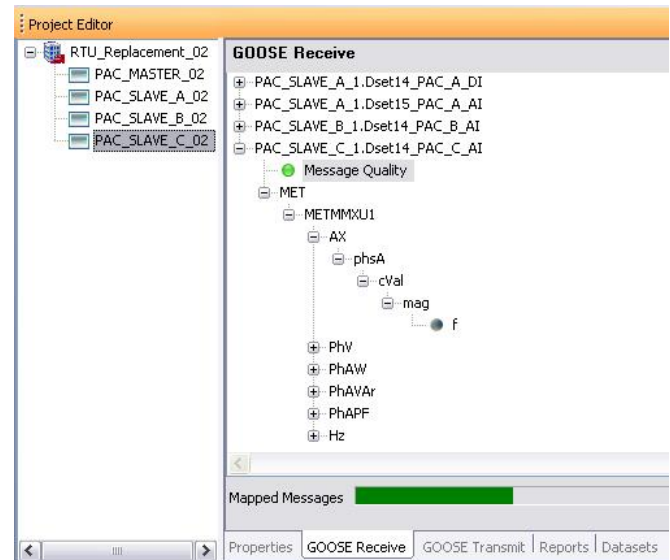 Project Editor
RTU_Replacement_02
PAC_MASTER_02
PAC_SLAVE_A_02
PAC_SLAVE_B_02
PAC_SLAVE_C_02
GOOSE Receive
PAC_SLAVE_A_1.Dset14_PAC_A_DI
PAC_SLAVE_A_1.Dset15_PAC_A_AI
PAC_SLAVE_B_1.Dset14_PAC_B_AI
PAC_SLAVE_C_1.Dset14_PAC_C_AI
Message Quality
MET
METMMXU1
AX
phsA
cVal
mag
f
PhV
PhAW
PhAVAr
PhAPF
Hz
Mapped Messages
Properties GOOSE Receive GOOSE Transmit Reports Datasets